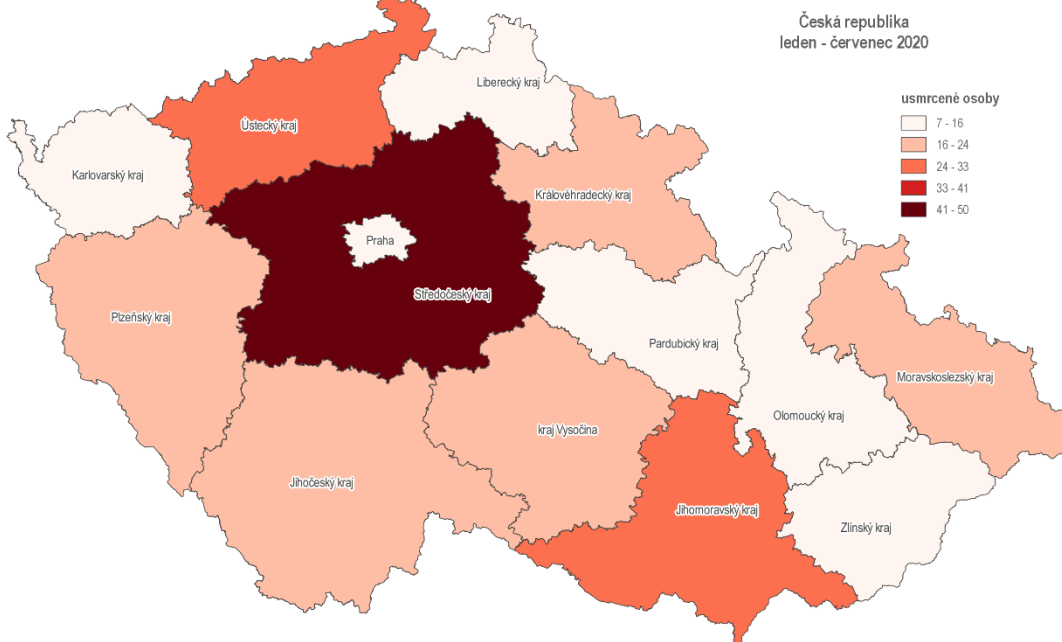 Česká republika
leden - červenec 2020
usmrcené osoby
7 - 16
16 - 24
24 - 33
33 - 41
41 - 50
Liberecký kraj
Ústecký kraj
Karlovarský kraj
Královéhradecký kraj
Praha
Středočeský kraj
Plzeňský kraj
Pardubický kraj
Moravskoslezský kraj
Olomoucký kraj
kraj Vysočina
Jihočeský kraj
Jihomoravský kraj
Zlínský kraj